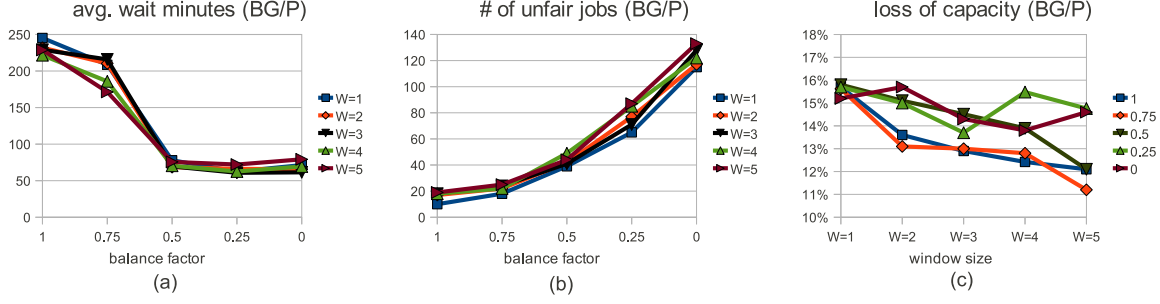 avg. wait minutes (BG/P)
250
200
150
100
50
0
1
0.75
0.5
0.25
0
balance factor
W=1
W=2
W=3
W=4
W=5
(a)
# of unfair jobs (BG/P)
140
120
100
80
60
40
20
0
1
0.75
0.5
0.25
0
balance factor
W=1
W=2
W=3
W=4
W=5
(b)
loss of capacity (BG/P)
18%
17%
16%
15%
14%
13%
12%
11%
10%
W=1
W=2
W=3
W=4
W=5
window size
1
0.75
0.5
0.25
0
(c)